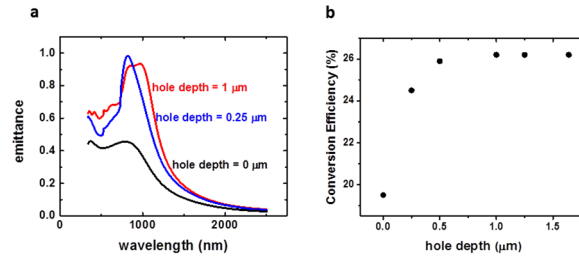 a
emittance
1.0
0.8
0.6
0.4
0.2
0.0
hole depth = 1 μm
hole depth = 0.25 μm
hole depth = 0 μm
0
1000
2000
wavelength (nm)
b
Conversion Efficiency (%)
26
24
22
20
0.0
0.5
1.0
1.5
hole depth (μm)